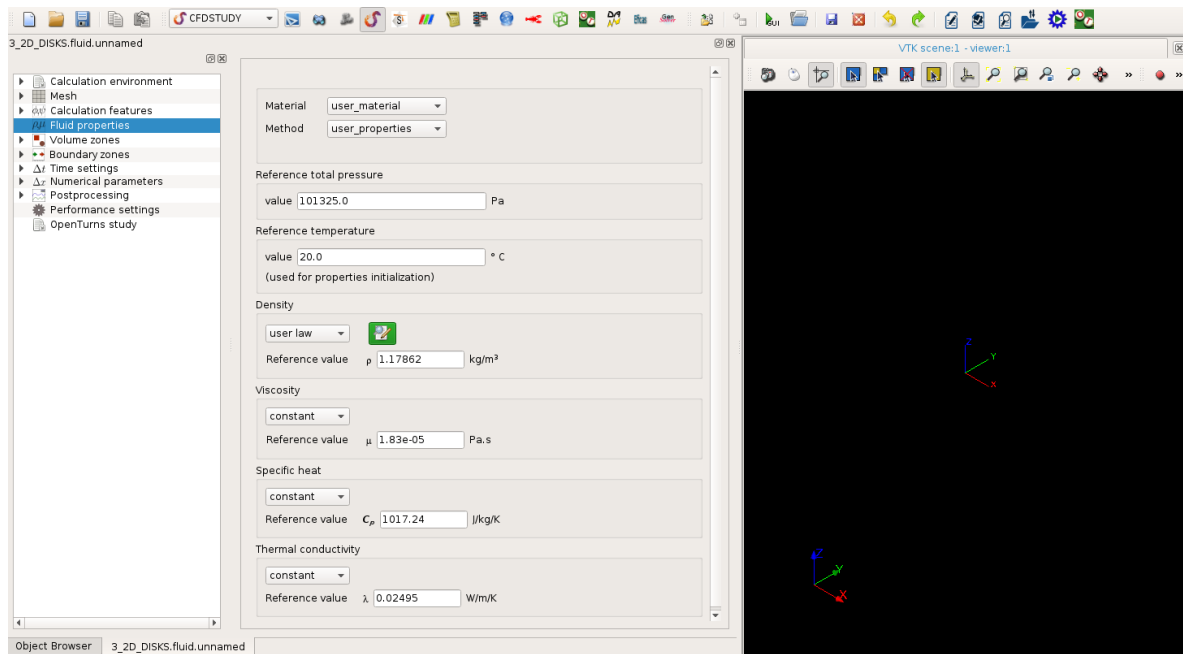 CFDSTUDY
3_2D_DISKS.fluid.unnamed
VTK scene:1 - viewer:1
Calculation environment
Mesh
Calculation features
Fluid properties
Volume zones
Boundary zones
Δt Time settings
Δx Numerical parameters
Postprocessing
Performance settings
OpenTurns study
Material user_material
Method user_properties
Reference total pressure
value 101325.0 Pa
Reference temperature
value 20.0 ° C
(used for properties initialization)
Density
user law
Reference value ρ 1.17862 kg/m³
Viscosity
constant
Reference value μ 1.83e-05 Pa.s
Specific heat
constant
Reference value Cp 1017.24 J/kg/K
Thermal conductivity
constant
Reference value λ 0.02495 W/m/K
Object Browser 3_2D_DISKS.fluid.unnamed
GUI
» »
Z
Y
X
Z
Y
X